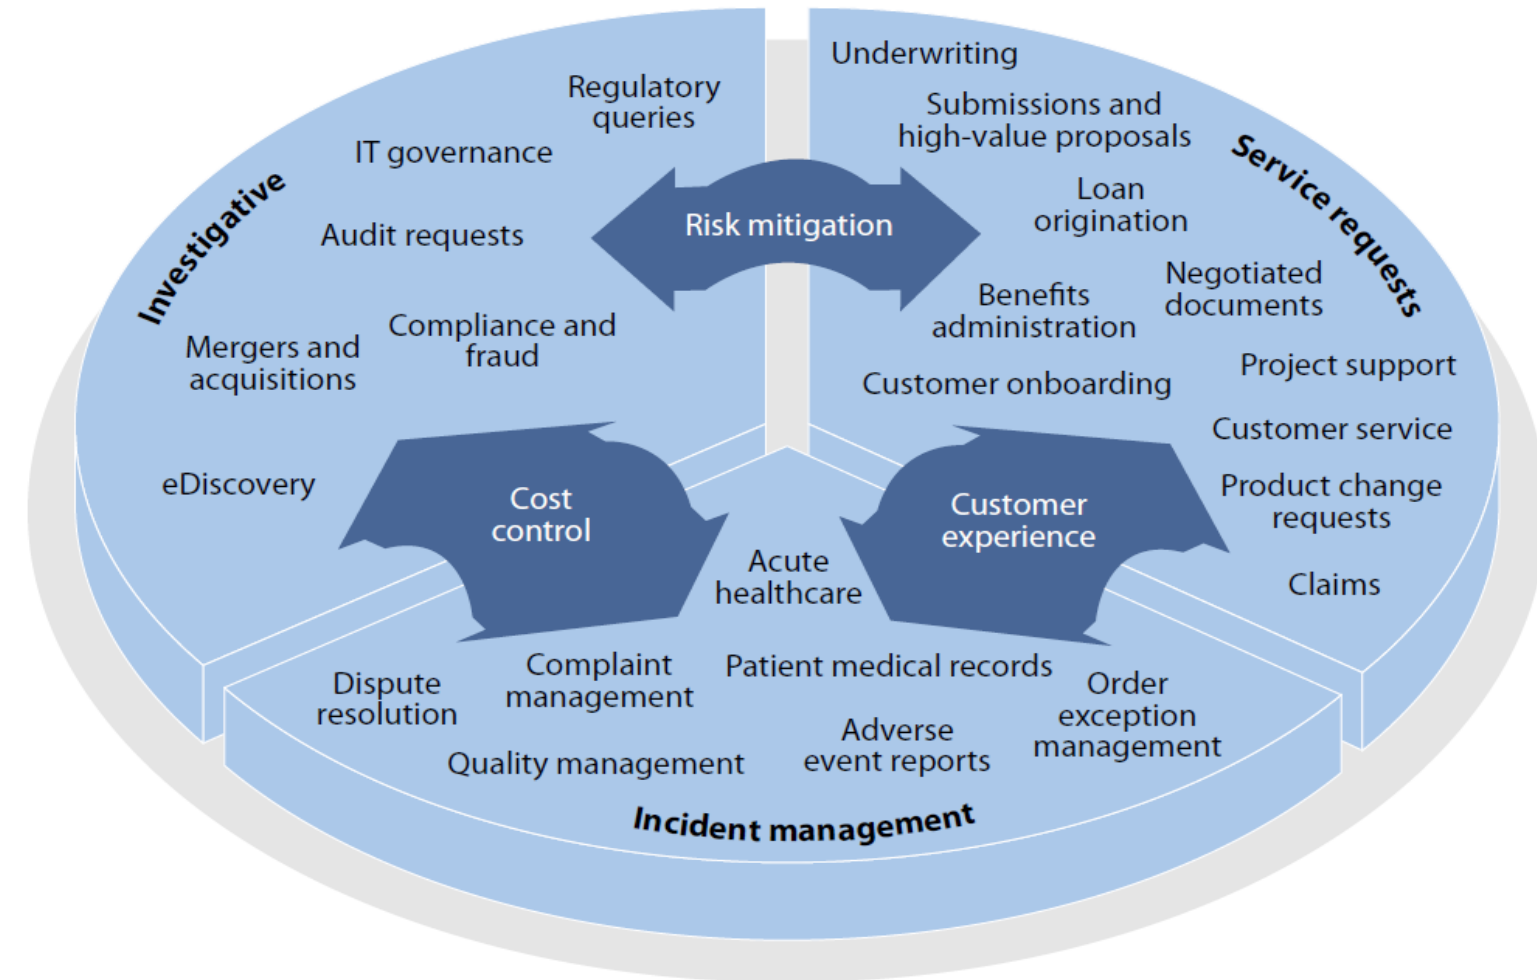 Investigative
Regulatory
queries
IT governance
Audit requests
Compliance and
fraud
Mergers and
acquisitions
eDiscovery
Risk mitigation
Service requests
Underwriting
Submissions and
high-value proposals
Loan
origination
Negotiated
documents
Benefits
administration
Project support
Customer onboarding
Customer service
Product change
requests
Claims
Cost
control
Customer
experience
Acute
healthcare
Dispute
resolution
Complaint
management
Patient medical records
Order
exception
management
Quality management
Adverse
event reports
Incident management